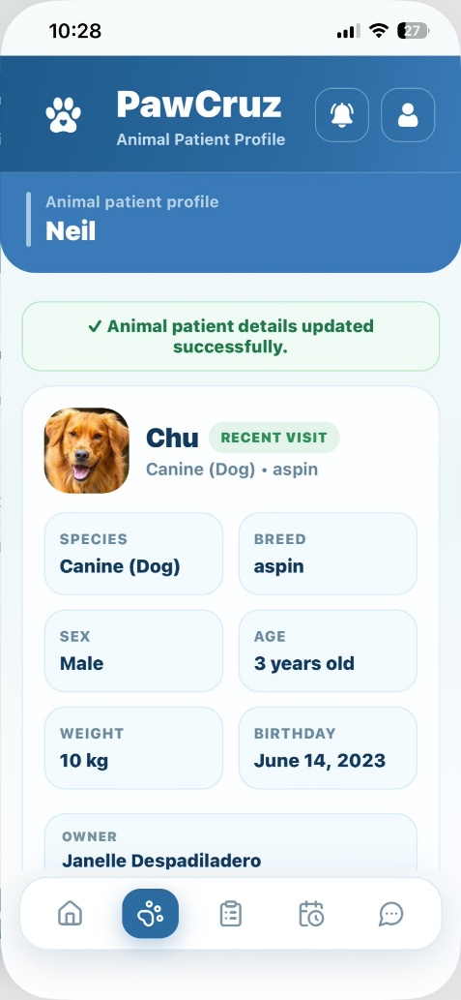 10:28
27
PawCruz
Animal Patient Profile
Animal patient profile
Neil
✓ Animal patient details updated
successfully.
Chu RECENT VISIT
Canine (Dog) • aspin
SPECIES
Canine (Dog)
BREED
aspin
SEX
Male
AGE
3 years old
WEIGHT
10 kg
BIRTHDAY
June 14, 2023
OWNER
Janelle Despadiladero